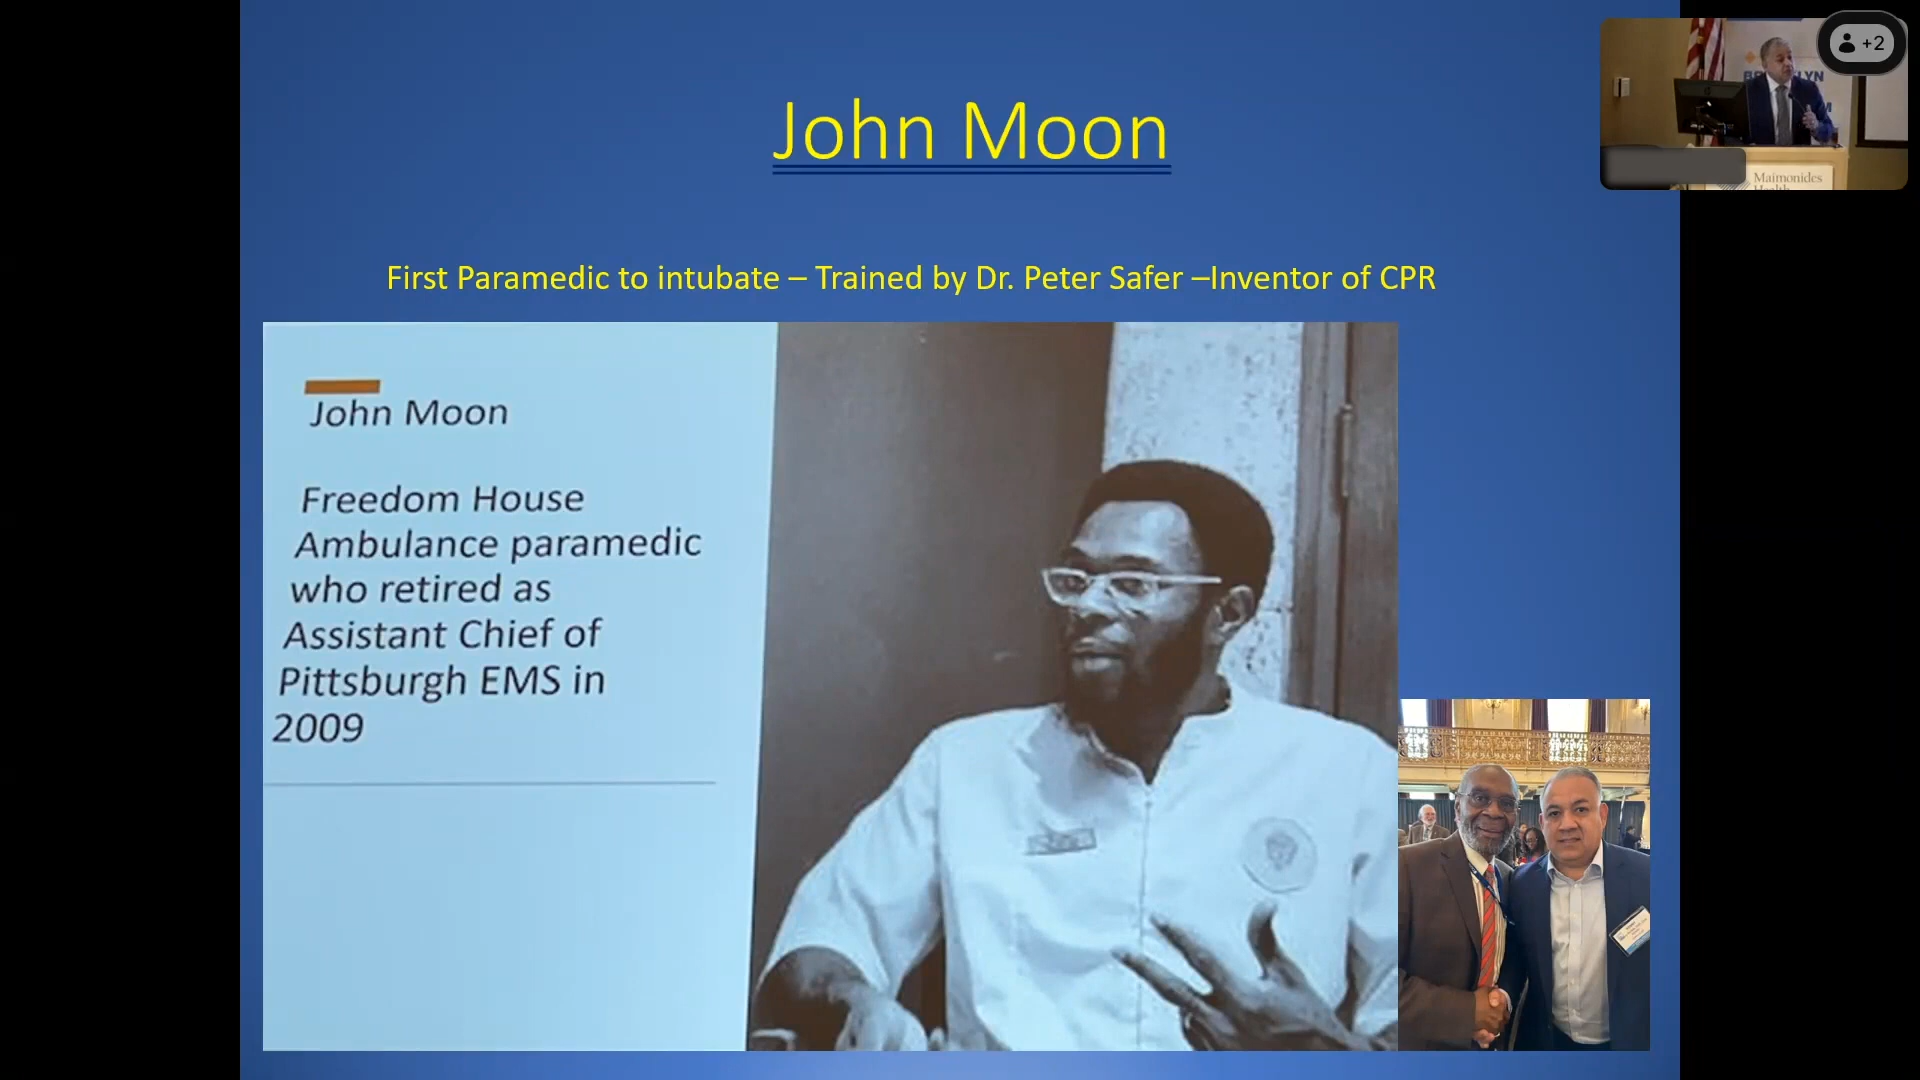 John Moon
First Paramedic to intubate – Trained by Dr. Peter Safer –Inventor of CPR
John Moon
Freedom House
Ambulance paramedic
who retired as
Assistant Chief of
Pittsburgh EMS in
2009
+2
Maimonides